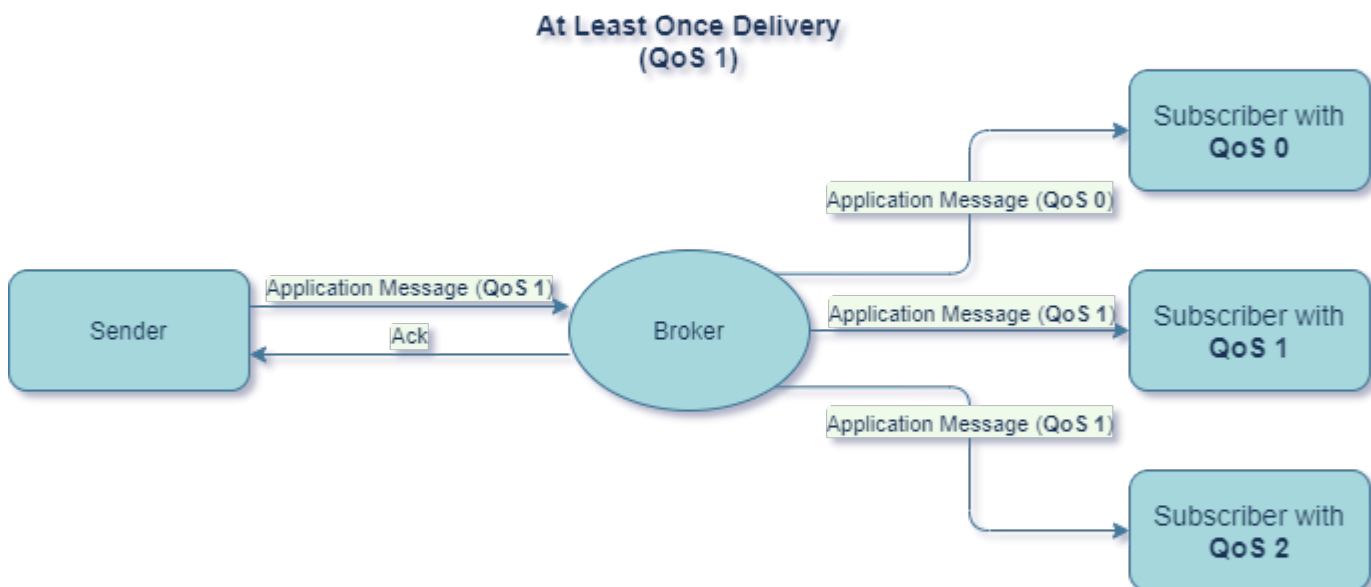 At Least Once Delivery
(QoS 1)
Subscriber with
QoS 0
Application Message (QoS 0)
Application Message (QoS 1)
Sender
Ack
Broker
Application Message (QoS 1)
Subscriber with
QoS 1
Application Message (QoS 1)
Subscriber with
QoS 2